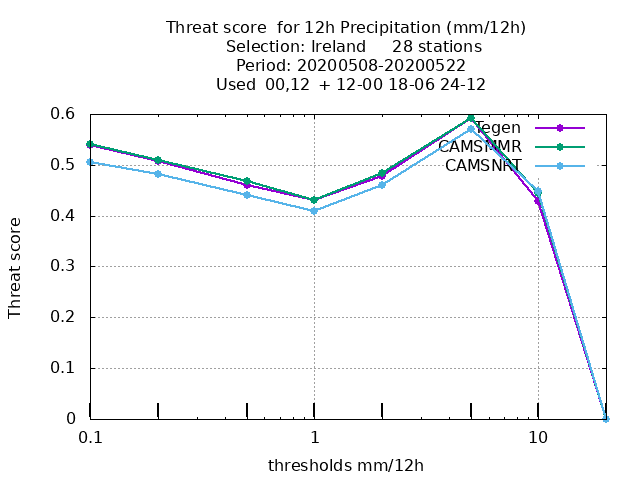 Threat score  for 12h Precipitation (mm/12h)
Selection: Ireland     28 stations
Period: 20200508-20200522
Used  00,12  + 12-00 18-06 24-12
Tegen
CAMSMMR
CAMSNRT
Threat score
0.6
0.5
0.4
0.3
0.2
0.1
0
0.1
1
10
thresholds mm/12h